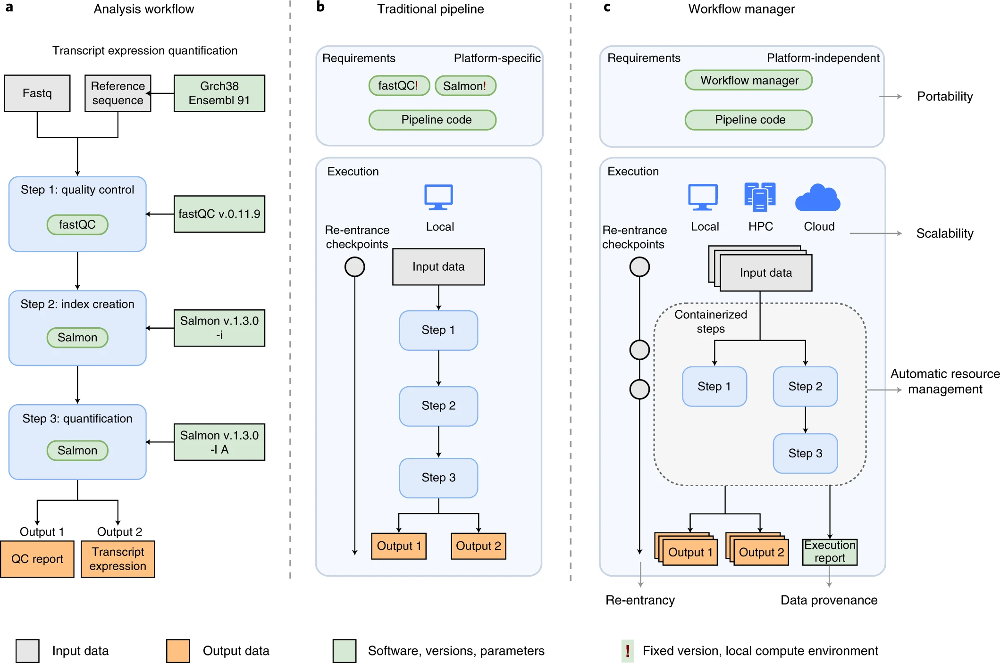 a
Analysis workflow
Transcript expression quantification
Fastq
Reference
sequence
Grch38
Ensembl 91
Step 1: quality control
fastQC
fastQC v.0.11.9
Step 2: index creation
Salmon
Salmon v.1.3.0
-i
Step 3: quantification
Salmon
Salmon v.1.3.0
-l A
Output 1
QC report
Output 2
Transcript
expression
b
Traditional pipeline
Requirements
Platform-specific
fastQC!
Salmon!
Pipeline code
Execution
Local
Re-entrance
checkpoints
Input data
Step 1
Step 2
Step 3
Output 1
Output 2
c
Workflow manager
Requirements
Platform-independent
Workflow manager
Pipeline code
Portability
Execution
Local
HPC
Cloud
Scalability
Re-entrance
checkpoints
Input data
Containerized
steps
Step 1
Step 2
Step 3
Automatic resource
management
Output 1
Output 2
Execution
report
Re-entrancy
Data provenance
Input data
Output data
Software, versions, parameters
! Fixed version, local compute environment